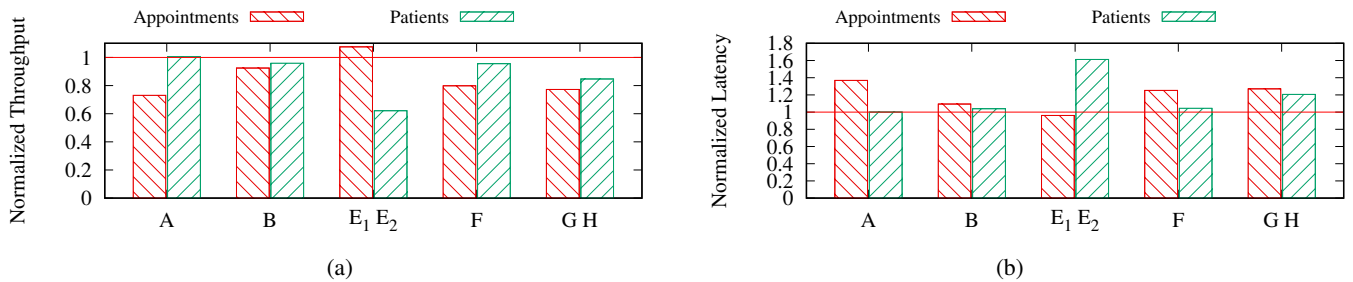 Appointments Patients
Normalized Throughput
1
0.8
0.6
0.4
0.2
0
A B E1 E2 F G H
(a)
Appointments Patients
Normalized Latency
1.8
1.6
1.4
1.2
1
0.8
0.6
0.4
0.2
0
A B E1 E2 F G H
(b)